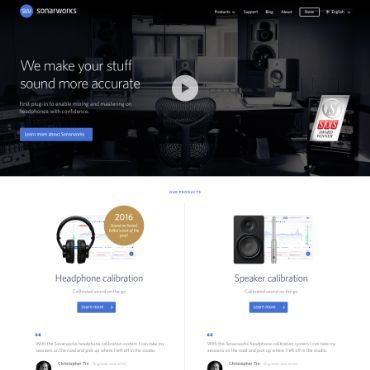 SW sonarworks
Products Support Blog About Store English
We make your stuff
sound more accurate
First plug-in to enable mixing and mastering on
headphones with confidence.
Learn more about Sonarworks
AWARD
WINNER
OUR PRODUCTS
2016
Headphone calibration
Speaker calibration
Calibrated sound on the go
Calibrated sound on the go
Learn more
Learn more
With the Sonarworks headphone calibration system I can take my
sessions on the road and pick up where I left off in the studio.
With the Sonarworks headphone calibration system I can take my
sessions on the road and pick up where I left off in the studio.
Christopher Tin
Christopher Tin